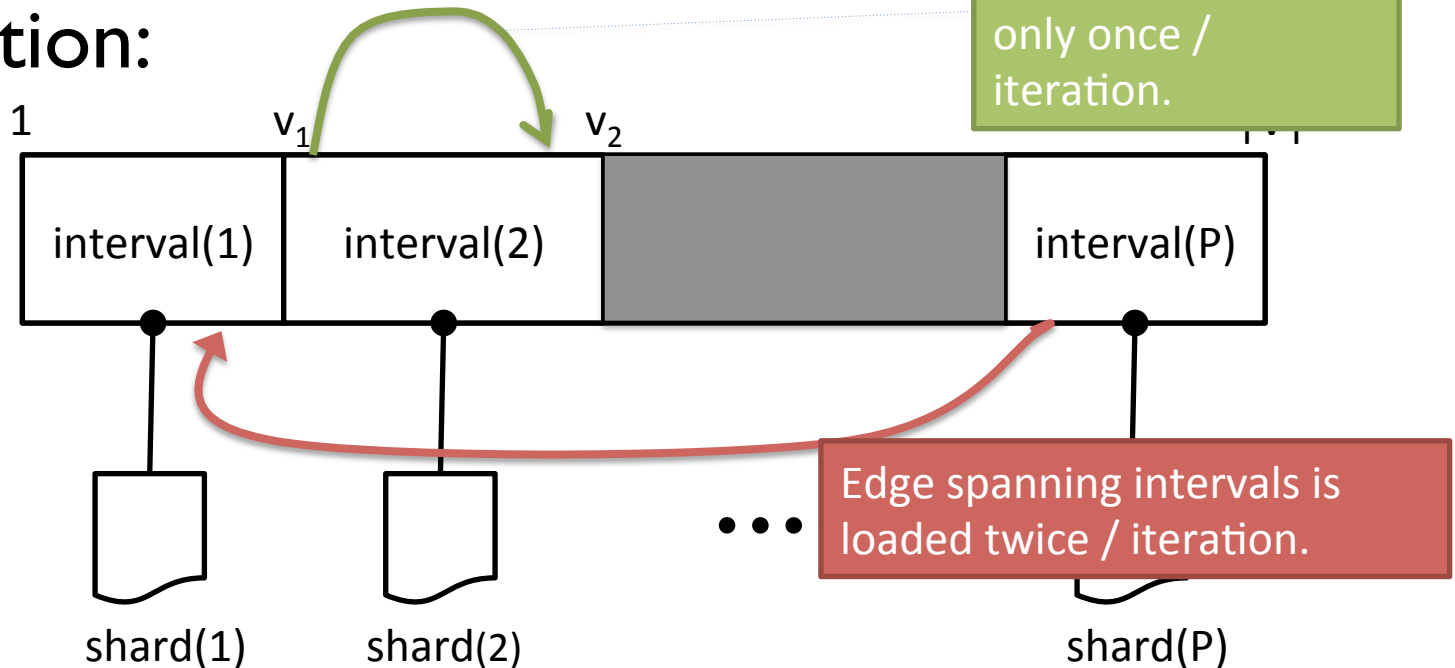 tion:
only once /
iteration.
1 v₁ v₂
interval(1) interval(2) interval(P)
Edge spanning intervals is
loaded twice / iteration.
•••
shard(1) shard(2) shard(P)